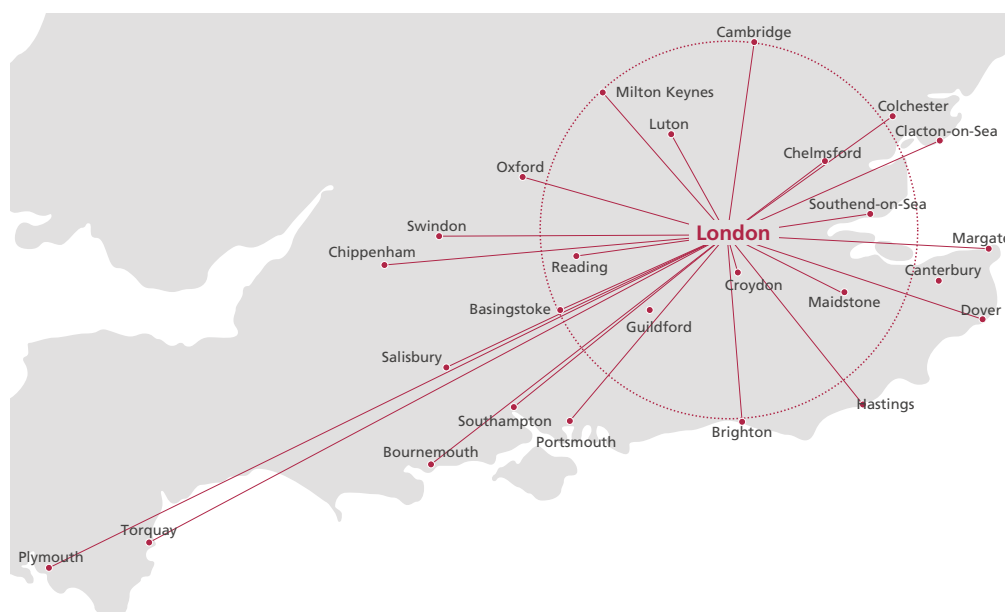 Cambridge
Milton Keynes
Colchester
Luton
Clacton-on-Sea
Chelmsford
Oxford
Southend-on-Sea
Swindon
London
Margate
Chippenham
Reading
Canterbury
Croydon
Maidstone
Basingstoke
Guildford
Dover
Salisbury
Hastings
Southampton
Brighton
Portsmouth
Bournemouth
Torquay
Plymouth